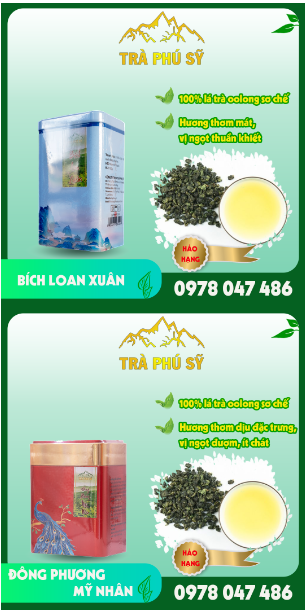 TRÀ PHÚ SỸ
100% lá trà oolong sơ chế
Hương thơm mát,
vị ngọt thuần khiết
HẢO
HẠNG
BÍCH LOAN XUÂN
0978 047 486
TRÀ PHÚ SỸ
100% lá trà oolong sơ chế
Hương thơm dịu đặc trưng,
vị ngọt đượm, ít chát
HẢO
HẠNG
ĐÔNG PHƯƠNG
MỸ NHÂN
0978 047 486